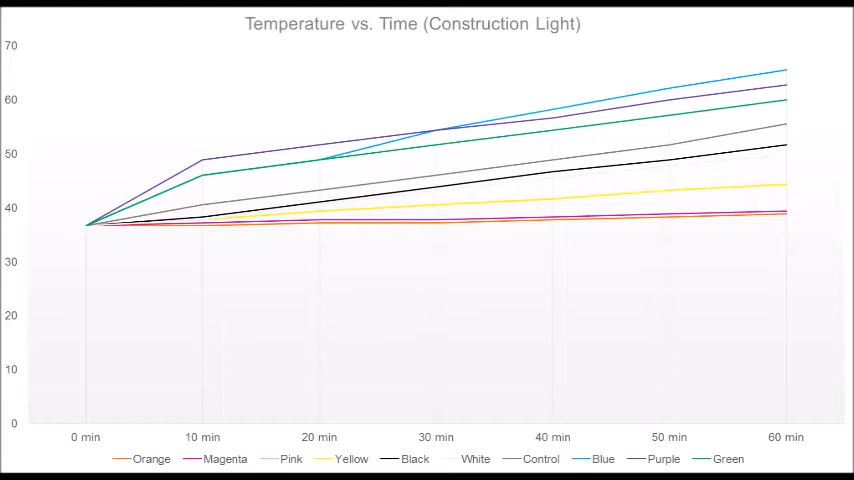 Temperature vs. Time (Construction Light)
70
60
50
40
30
20
10
0
0 min 10 min 20 min 30 min 40 min 50 min 60 min
Orange Magenta Pink Yellow Black White Control Blue Purple Green